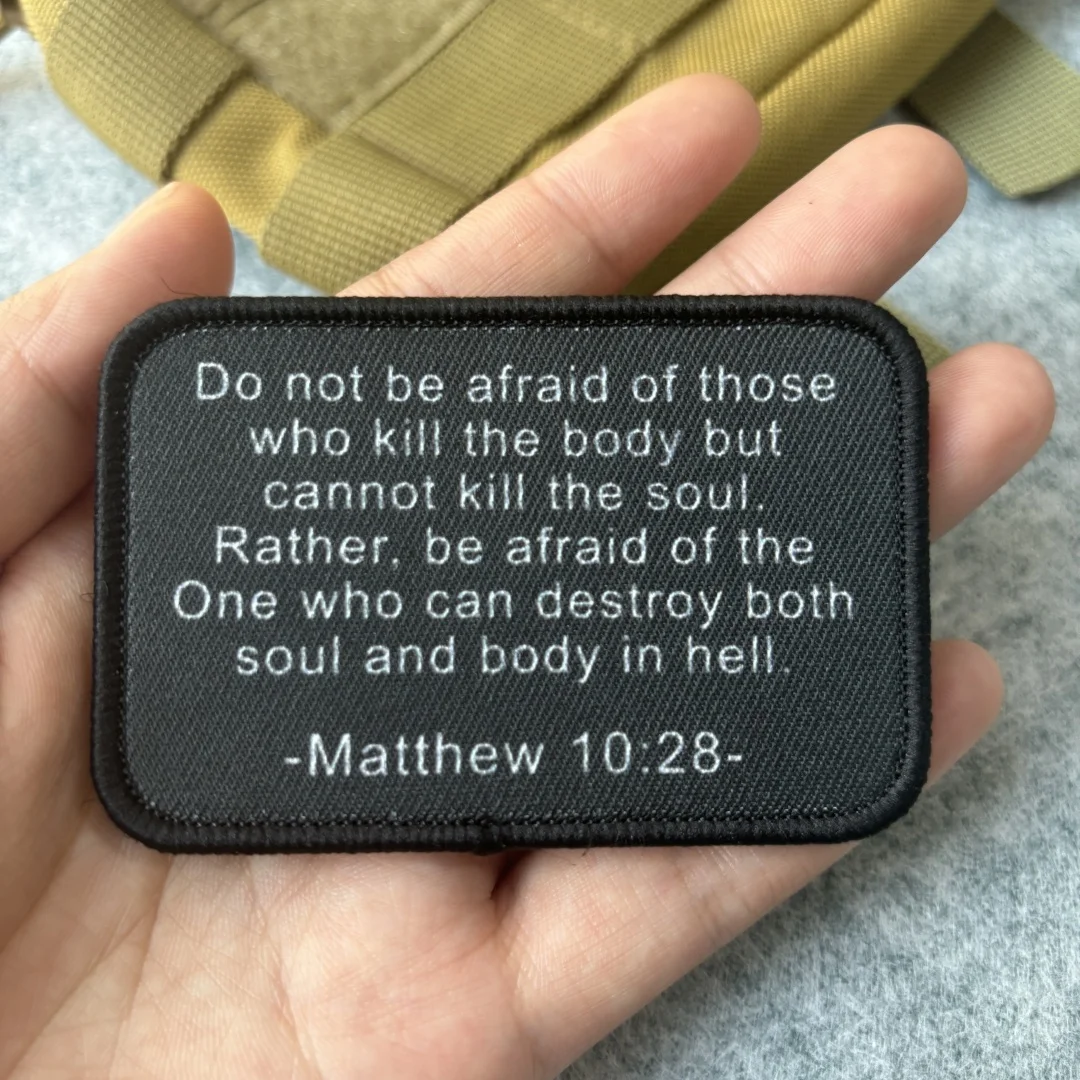 Do not be afraid of those
who kill the body but
cannot kill the soul.
Rather, be afraid of the
One who can destroy both
soul and body in hell.
-Matthew 10:28-